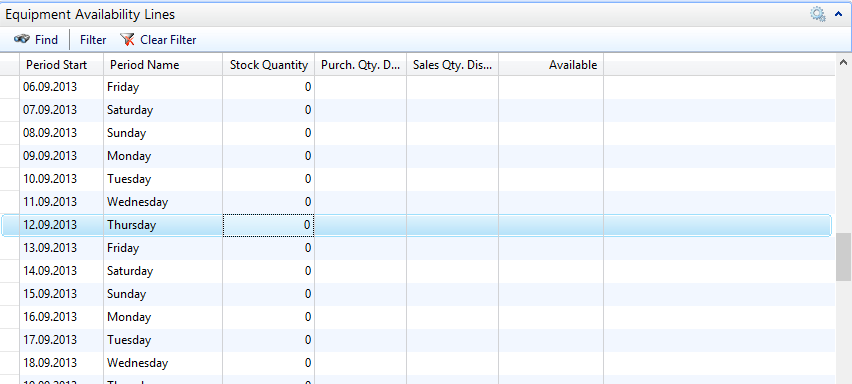 Equipment Availability Lines
Find Filter Clear Filter
Period Start Period Name Stock Quantity Purch. Qty. D... Sales Qty. Dis... Available
06.09.2013 Friday 0
07.09.2013 Saturday 0
08.09.2013 Sunday 0
09.09.2013 Monday 0
10.09.2013 Tuesday 0
11.09.2013 Wednesday 0
12.09.2013 Thursday 0
13.09.2013 Friday 0
14.09.2013 Saturday 0
15.09.2013 Sunday 0
16.09.2013 Monday 0
17.09.2013 Tuesday 0
18.09.2013 Wednesday 0